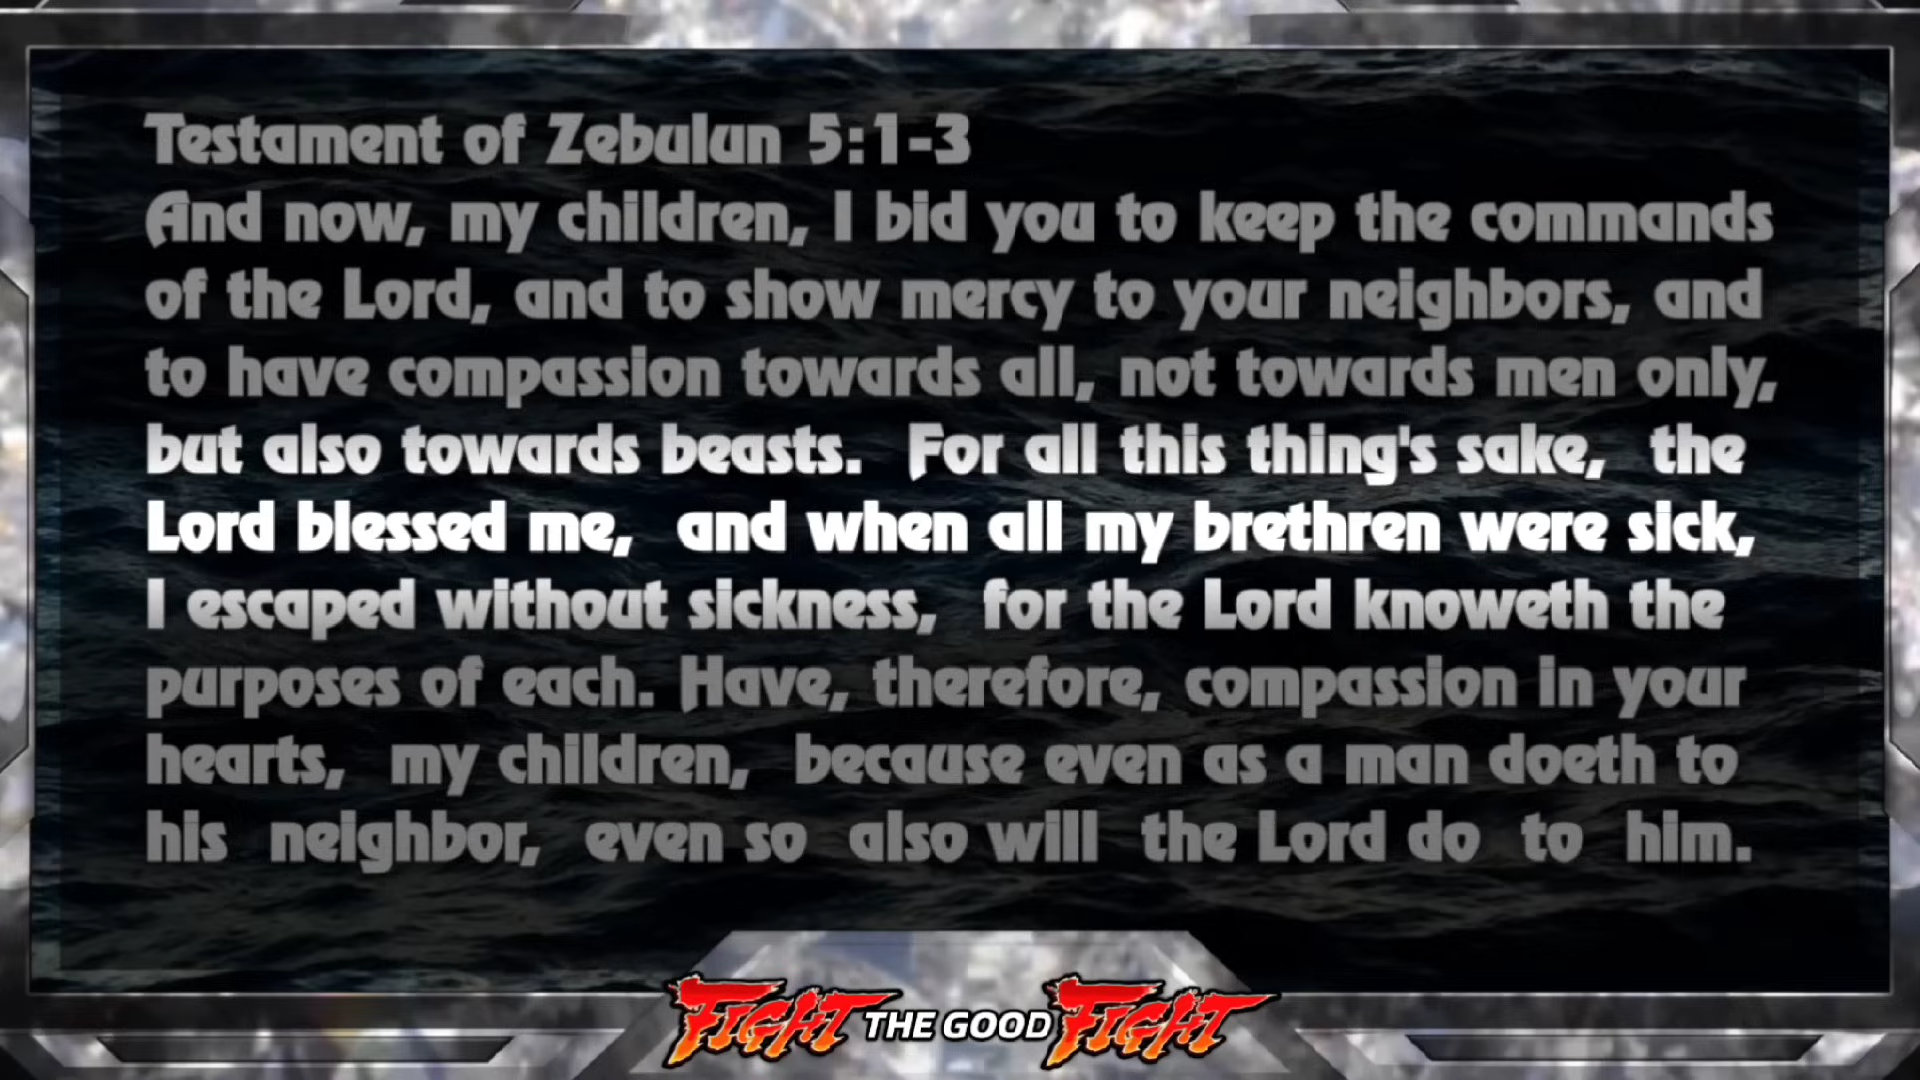 Testament of Zebulun 5:1-3
And now, my children, I bid you to keep the commands
of the Lord, and to show mercy to your neighbors, and
to have compassion towards all, not towards men only,
but also towards beasts. For all this thing's sake, the
Lord blessed me, and when all my brethren were sick,
I escaped without sickness, for the Lord knoweth the
purposes of each. Have, therefore, compassion in your
hearts, my children, because even as a man doeth to
his neighbor, even so also will the Lord do to him.
FIGHT THE GOOD FIGHT